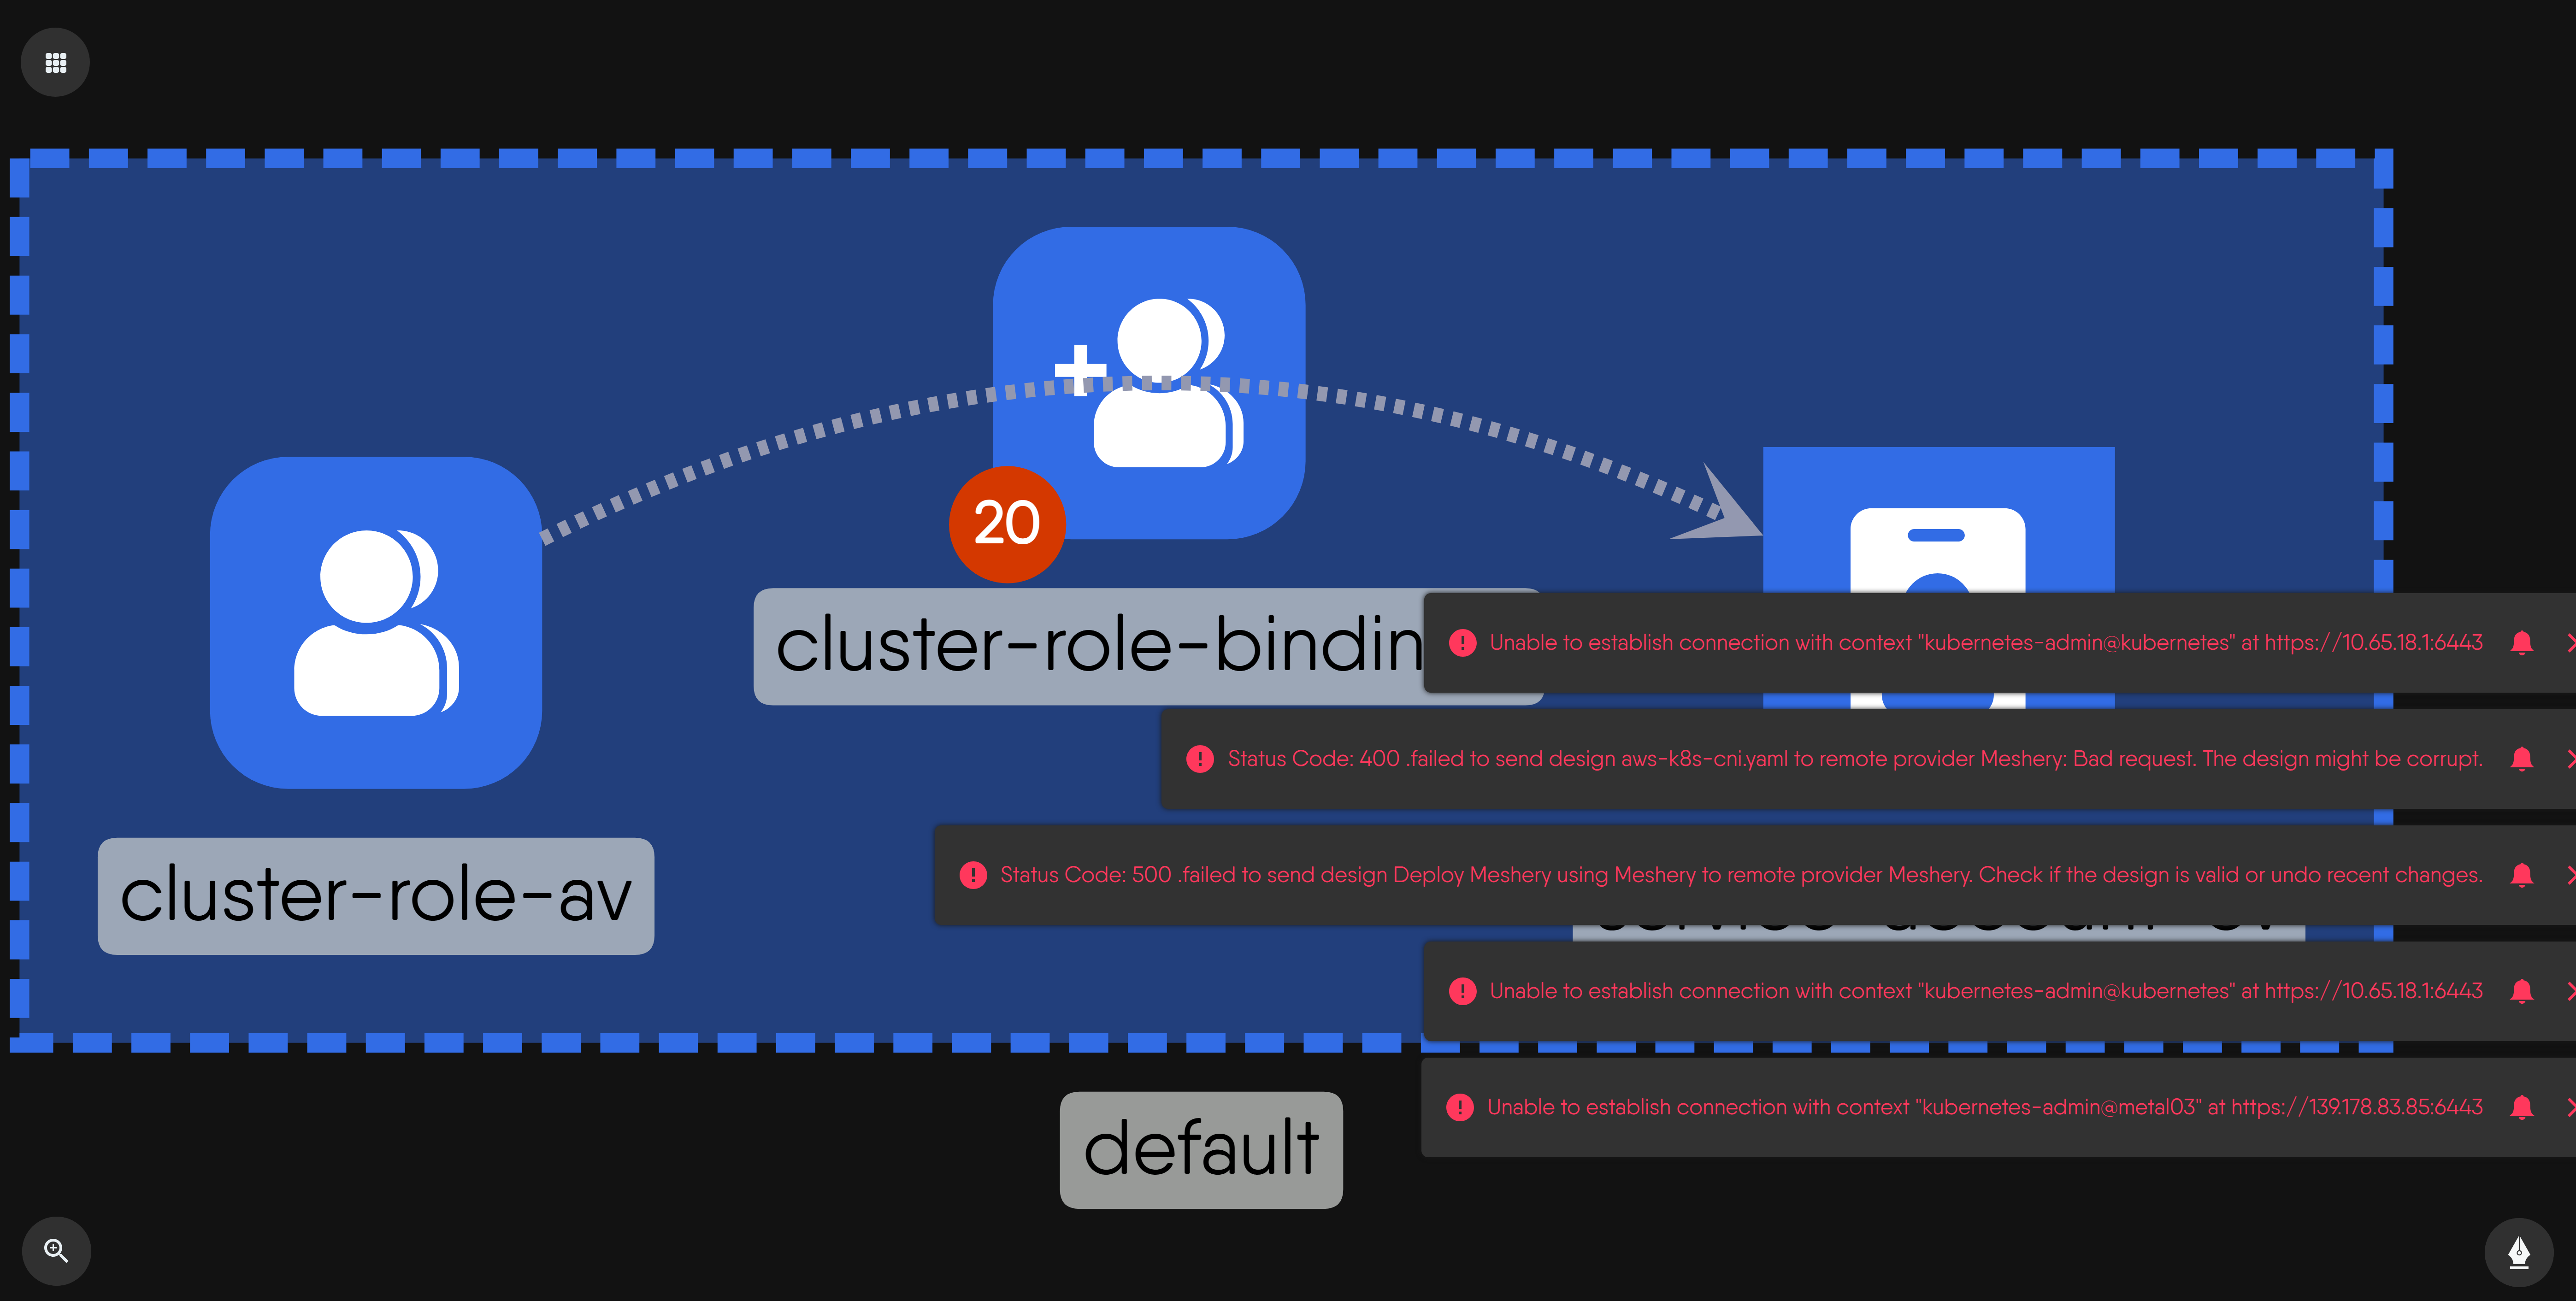 20
cluster-role-bindin
Unable to establish connection with context "kubernetes-admin@kubernetes" at https://10.65.18.1:6443
Status Code: 400 .failed to send design aws-k8s-cni.yaml to remote provider Meshery: Bad request. The design might be corrupt.
Status Code: 500 .failed to send design Deploy Meshery using Meshery to remote provider Meshery. Check if the design is valid or undo recent changes.
cluster-role-av
Unable to establish connection with context "kubernetes-admin@kubernetes" at https://10.65.18.1:6443
Unable to establish connection with context "kubernetes-admin@metal03" at https://139.178.83.85:6443
default